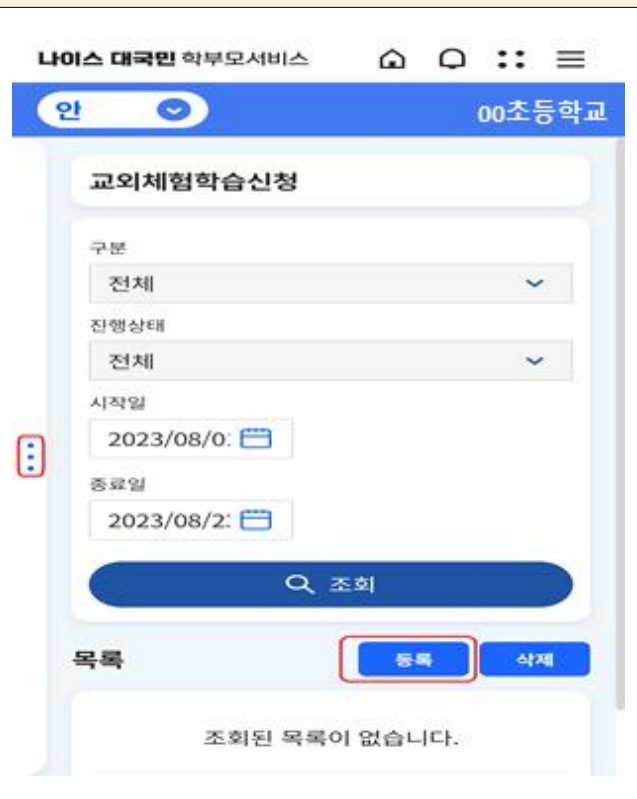 나이스 대국민 학부모서비스
안
00초등학교
교외체험학습신청
구분
전체
진행상태
전체
시작일
2023/08/0
종료일
2023/08/2
조회
목록
등록
삭제
조회된 목록이 없습니다.